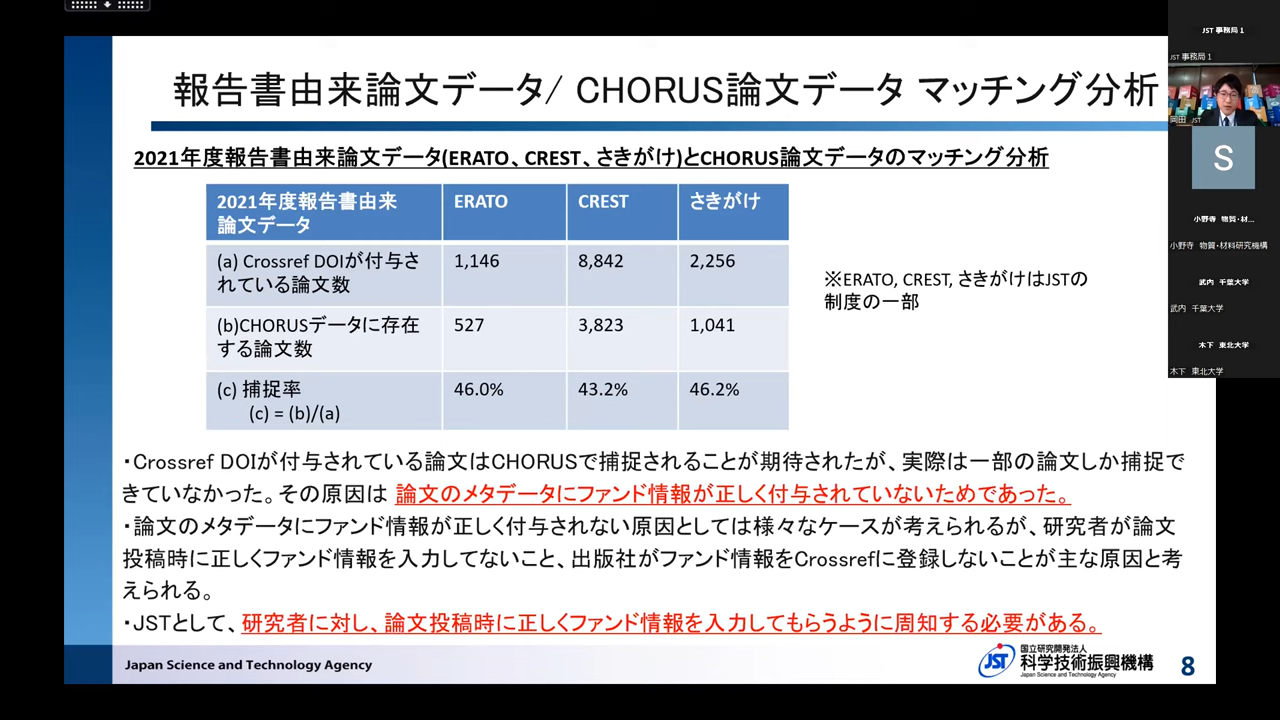 報告書由来論文データ/ CHORUS論文データ マッチング分析
2021年度報告書由来論文データ(ERATO、CREST、さきがけ)とCHORUS論文データのマッチング分析
2021年度報告書由来
論文データ
ERATO
CREST
さきがけ
(a) Crossref DOIが付与さ
れている論文数
1,146
8,842
2,256
(b)CHORUSデータに存在
する論文数
527
3,823
1,041
(c) 捕捉率
(c) = (b)/(a)
46.0%
43.2%
46.2%
※ERATO, CREST, さきがけはJSTの
制度の一部
・Crossref DOIが付与されている論文はCHORUSで捕捉されることが期待されたが、実際は一部の論文しか捕捉で
きていなかった。その原因は 論文のメタデータにファンド情報が正しく付与されていないためであった。
・論文のメタデータにファンド情報が正しく付与されない原因としては様々なケースが考えられるが、研究者が論文
投稿時に正しくファンド情報を入力してないこと、出版社がファンド情報をCrossrefに登録しないことが主な原因と考
えられる。
・JSTとして、研究者に対し、論文投稿時に正しくファンド情報を入力してもらうように周知する必要がある。
Japan Science and Technology Agency
JST
国立研究開発法人
科学技術振興機構
Japan Science and Technology Agency
8
JST 事務局 1
JST 事務局 1
岡田 JST
S
小野寺 物質・材...
小野寺 物質・材料研究機構
武内 千葉大学
武内 千葉大学
木下 東北大学
木下 東北大学